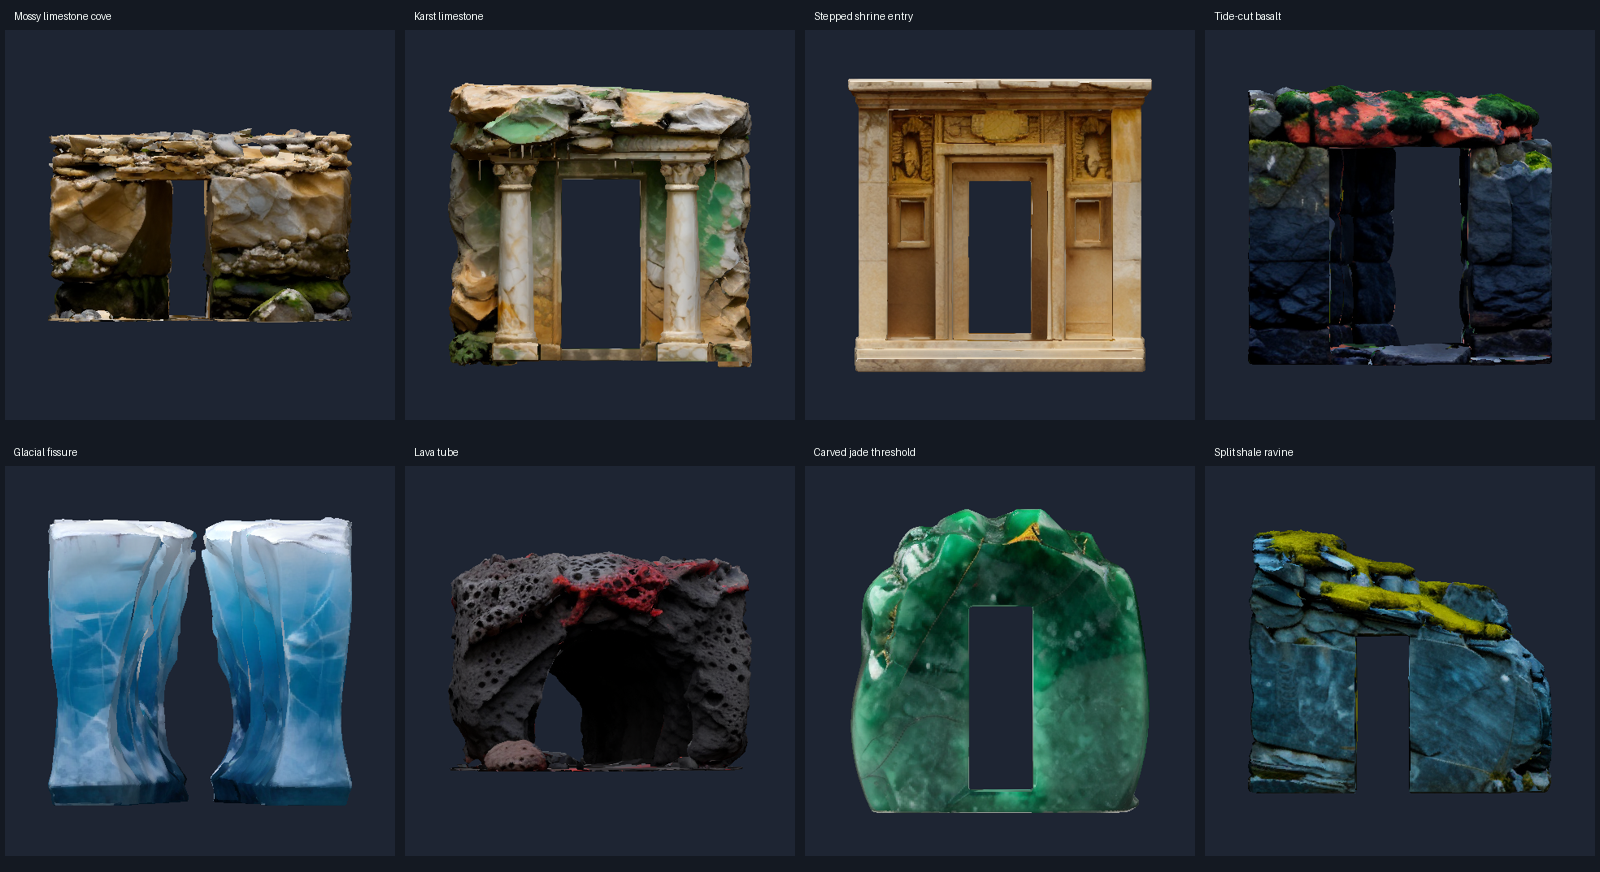 Mossy limestone cove
Karst limestone
Stepped shrine entry
Tide-cut basalt
Glacial fissure
Lava tube
Carved jade threshold
Split shale ravine